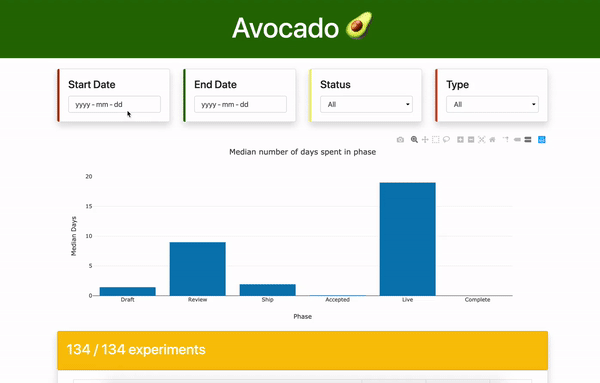 Avocado 🥑
Start Date
yyyy - mm - dd
End Date
yyyy - mm - dd
Status
All
Type
All
Median number of days spent in phase
20
15
10
5
0
Median Days
Draft Review Ship Accepted Live Complete
Phase
134 / 134 experiments